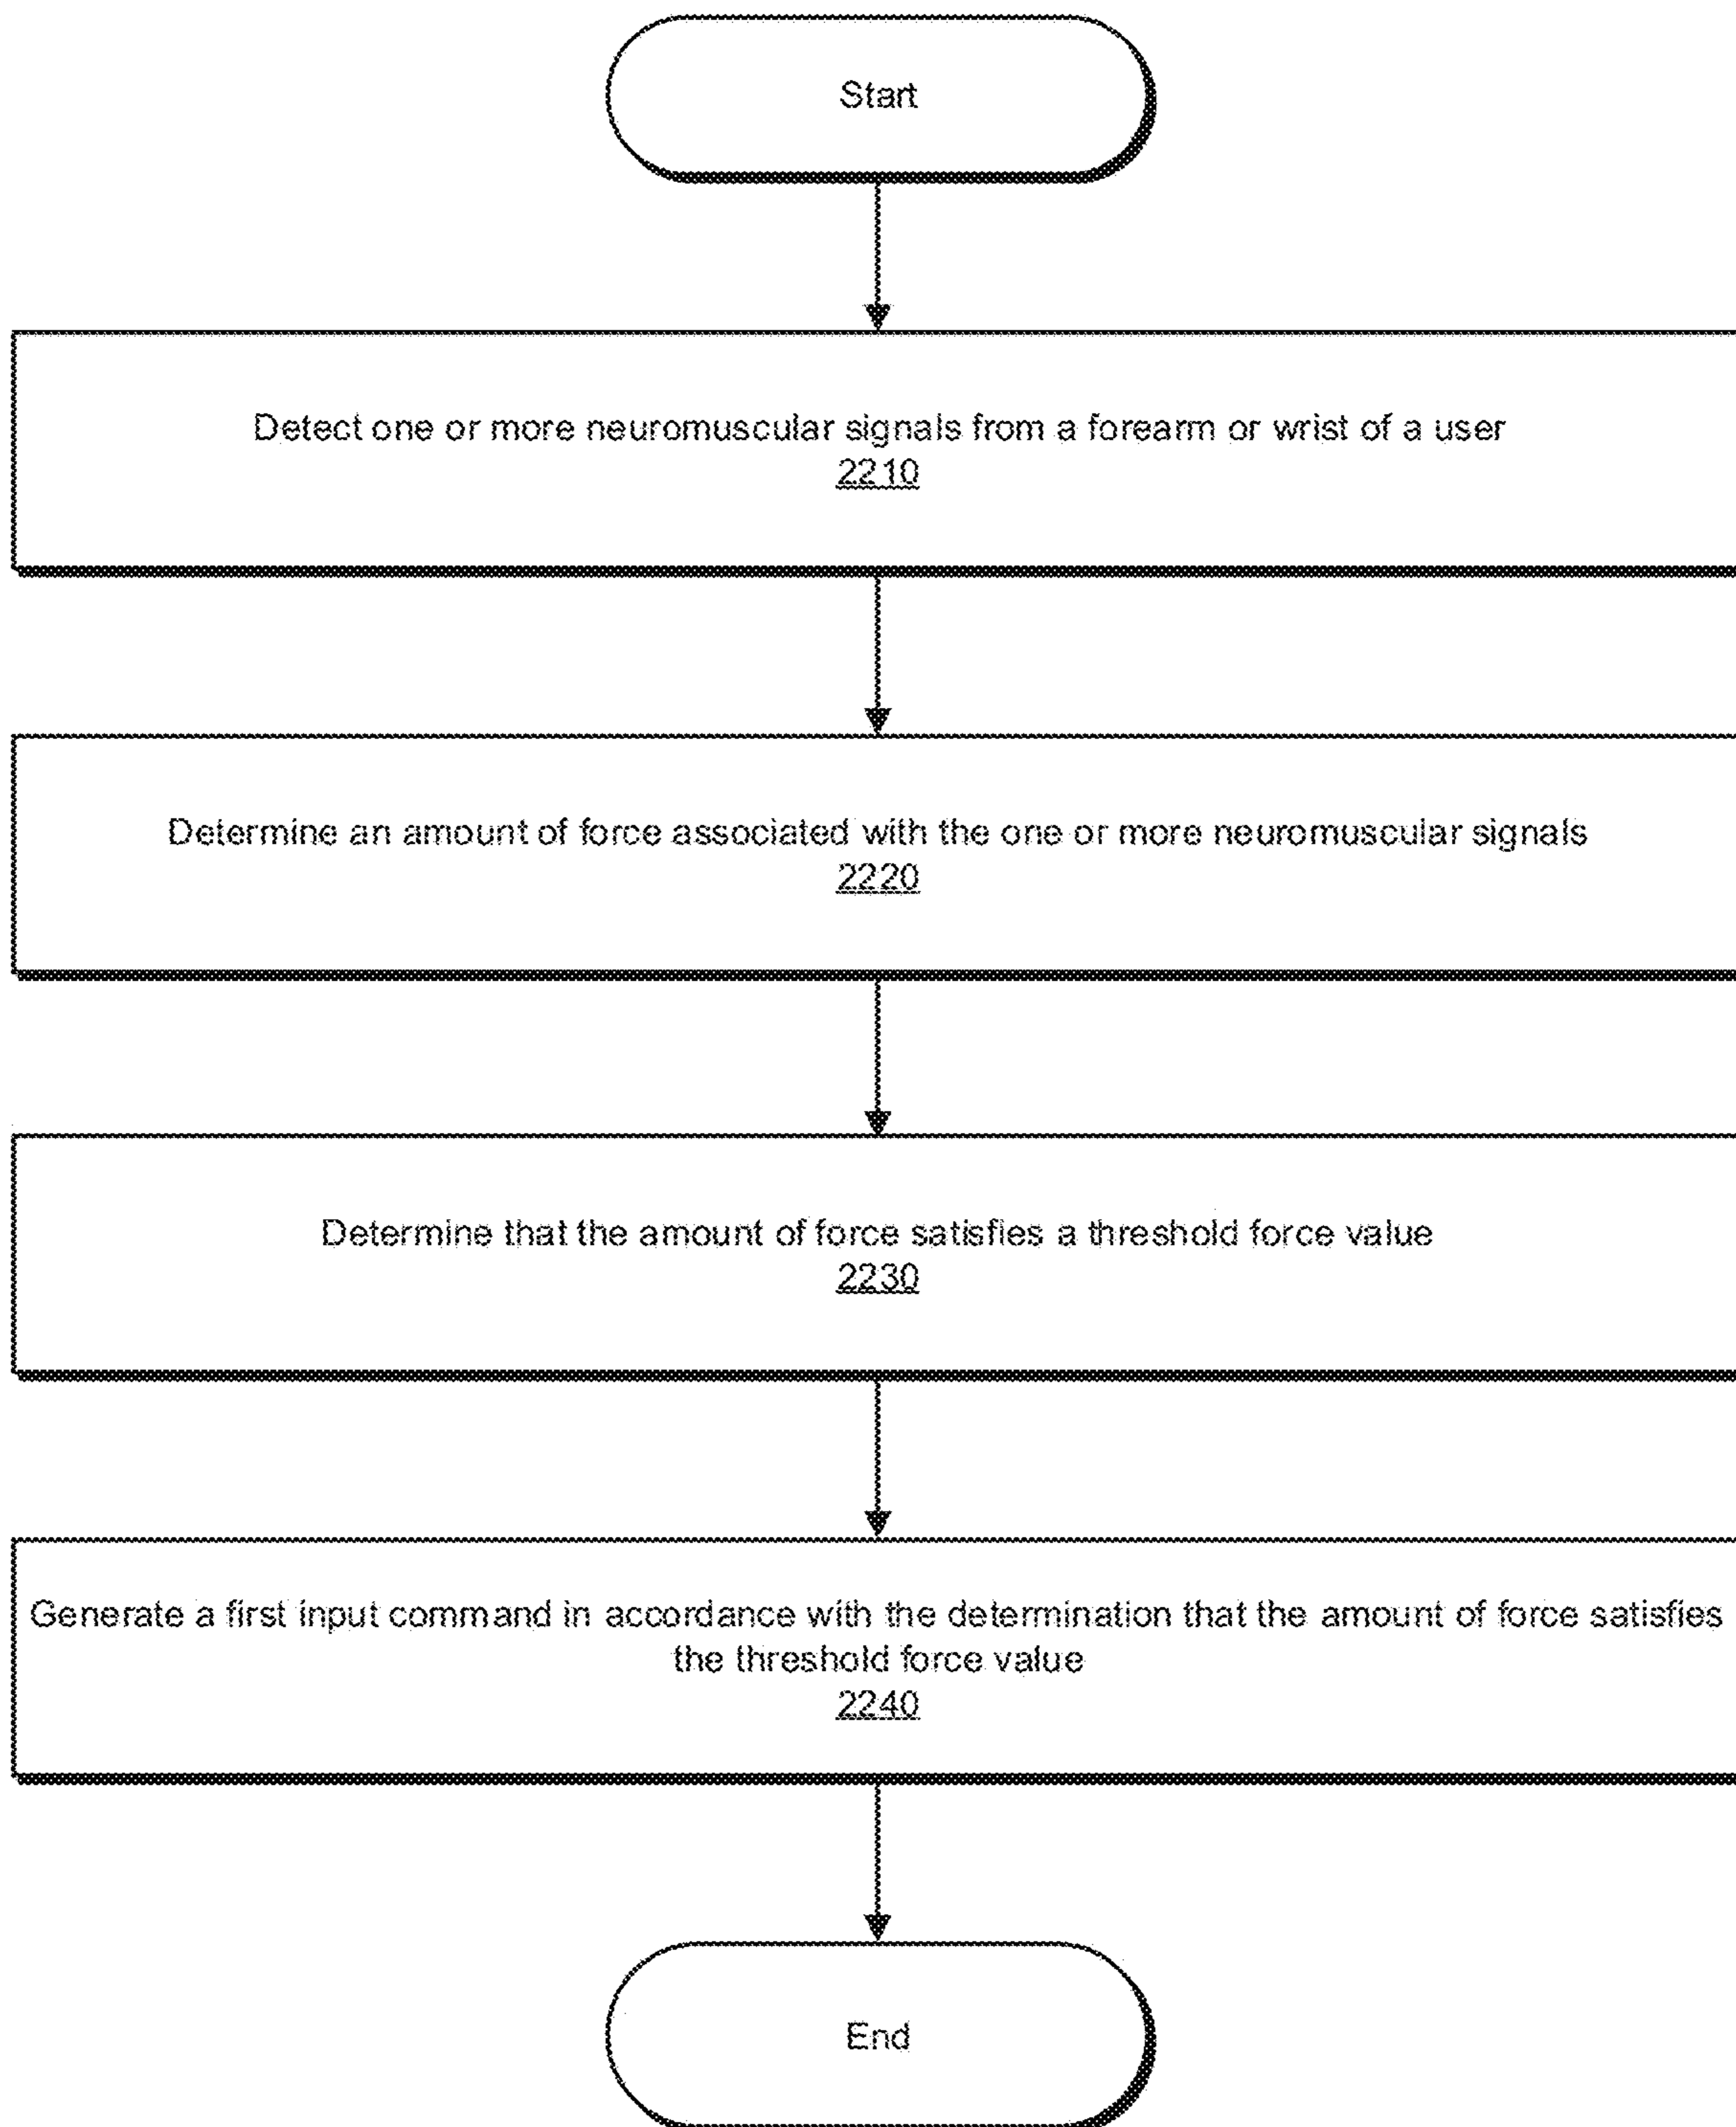 Start
Detect one or more neuromuscular signals from a forearm or wrist of a user
2210
Determine an amount of force associated with the one or more neuromuscular signals
2220
Determine that the amount of force satisfies a threshold force value
2230
Generate a first input command in accordance with the determination that the amount of force satisfies
the threshold force value
2240
End